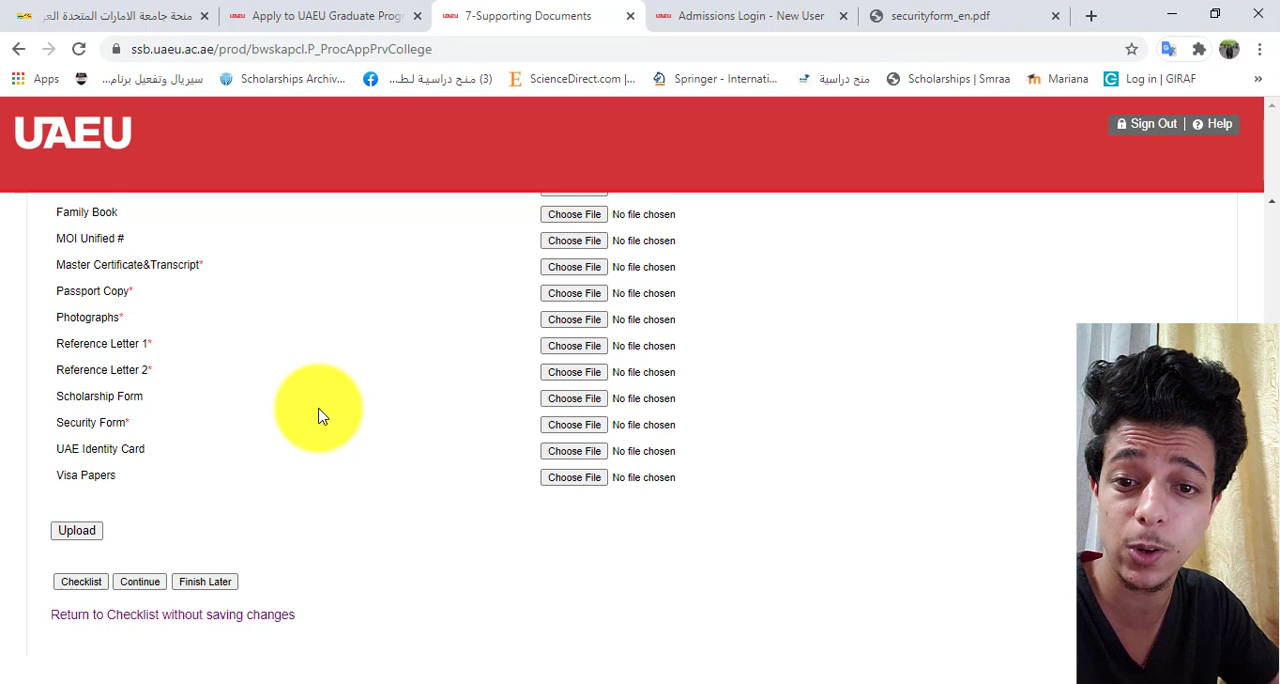 منحة جامعة الامارات المتحدة العر
Apply to UAEU Graduate Prog
7-Supporting Documents
Admissions Login - New User
securityform_en.pdf
ssb.uaeu.ac.ae/prod/bwskapcl.P_ProcAppPrvCollege
Apps
سيريال وتفعيل برنام...
Scholarships Archiv...
(3) منح دراسية لط...
ScienceDirect.com |...
Springer - Internati...
منح دراسية
Scholarships | Smraa
Mariana
Log in | GIRAF
UAEU
Sign Out | Help
Family Book Choose File No file chosen
MOI Unified # Choose File No file chosen
Master Certificate&Transcript* Choose File No file chosen
Passport Copy* Choose File No file chosen
Photographs* Choose File No file chosen
Reference Letter 1* Choose File No file chosen
Reference Letter 2* Choose File No file chosen
Scholarship Form Choose File No file chosen
Security Form* Choose File No file chosen
UAE Identity Card Choose File No file chosen
Visa Papers Choose File No file chosen
Upload
Checklist Continue Finish Later
Return to Checklist without saving changes